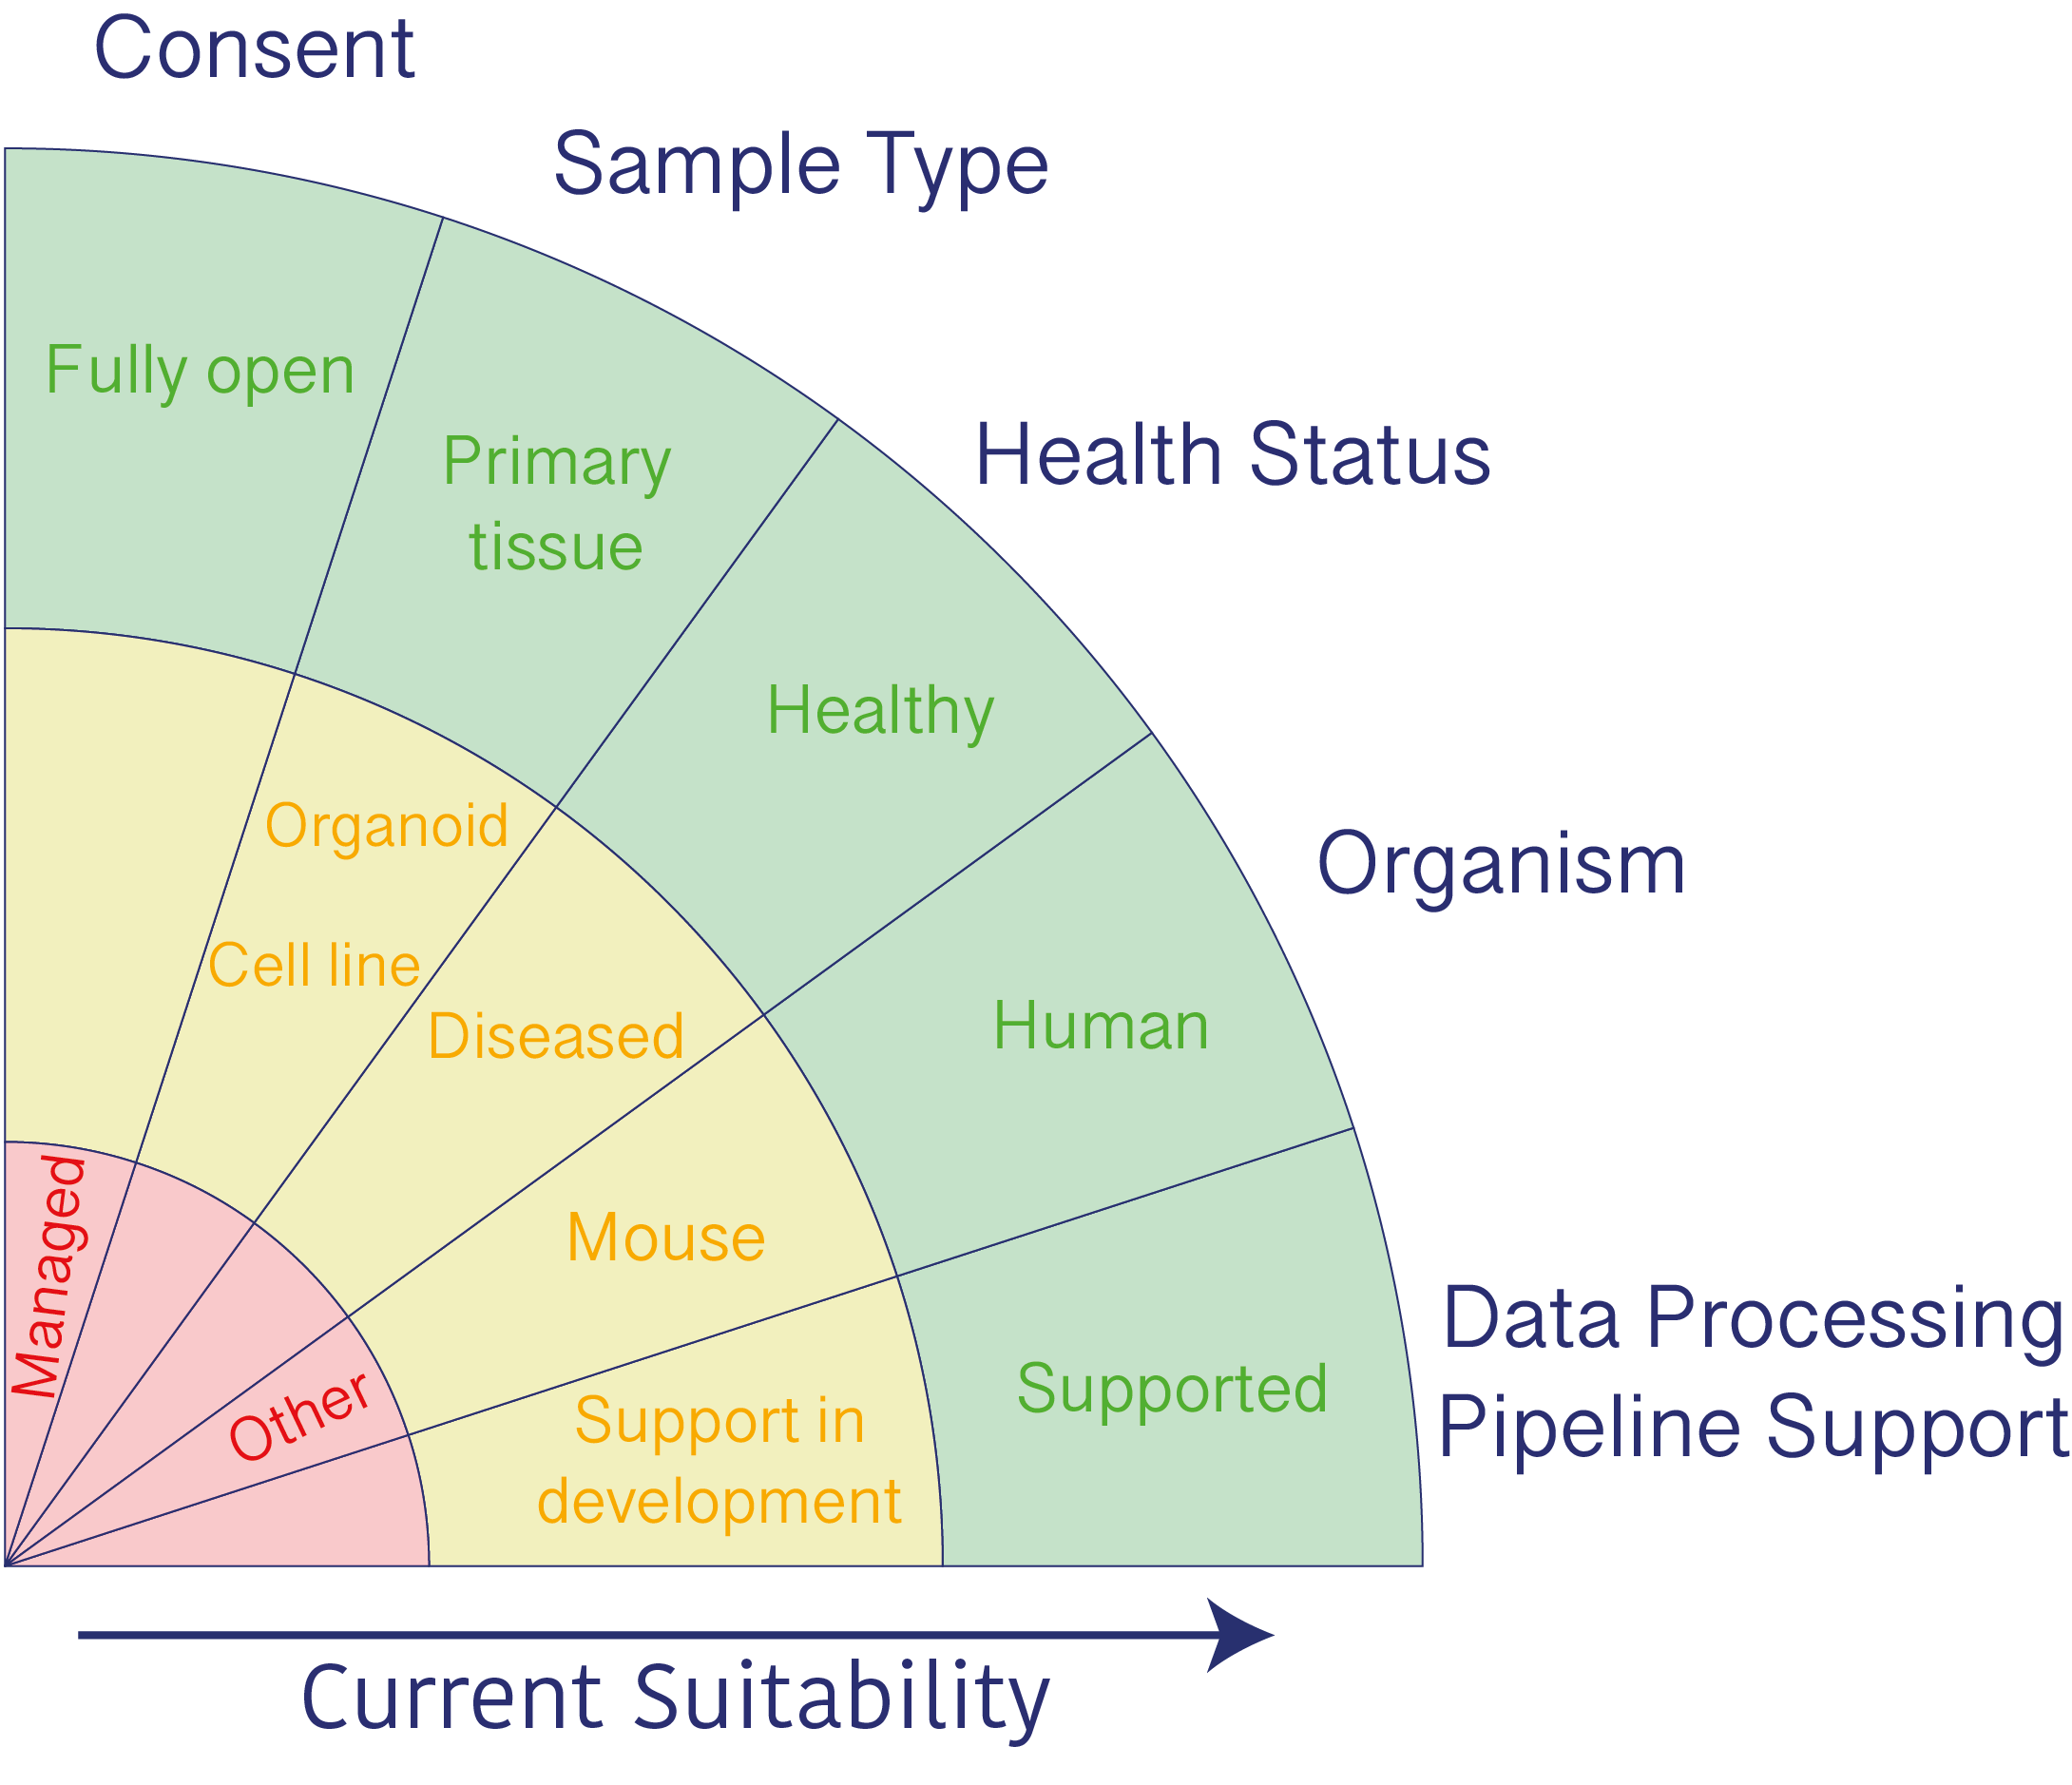 Consent
Sample Type
Health Status
Organism
Data Processing
Pipeline Support
Fully open
Primary
tissue
Healthy
Human
Supported
Organoid
Cell line
Diseased
Mouse
Support in
development
Managed
Other
Current Suitability